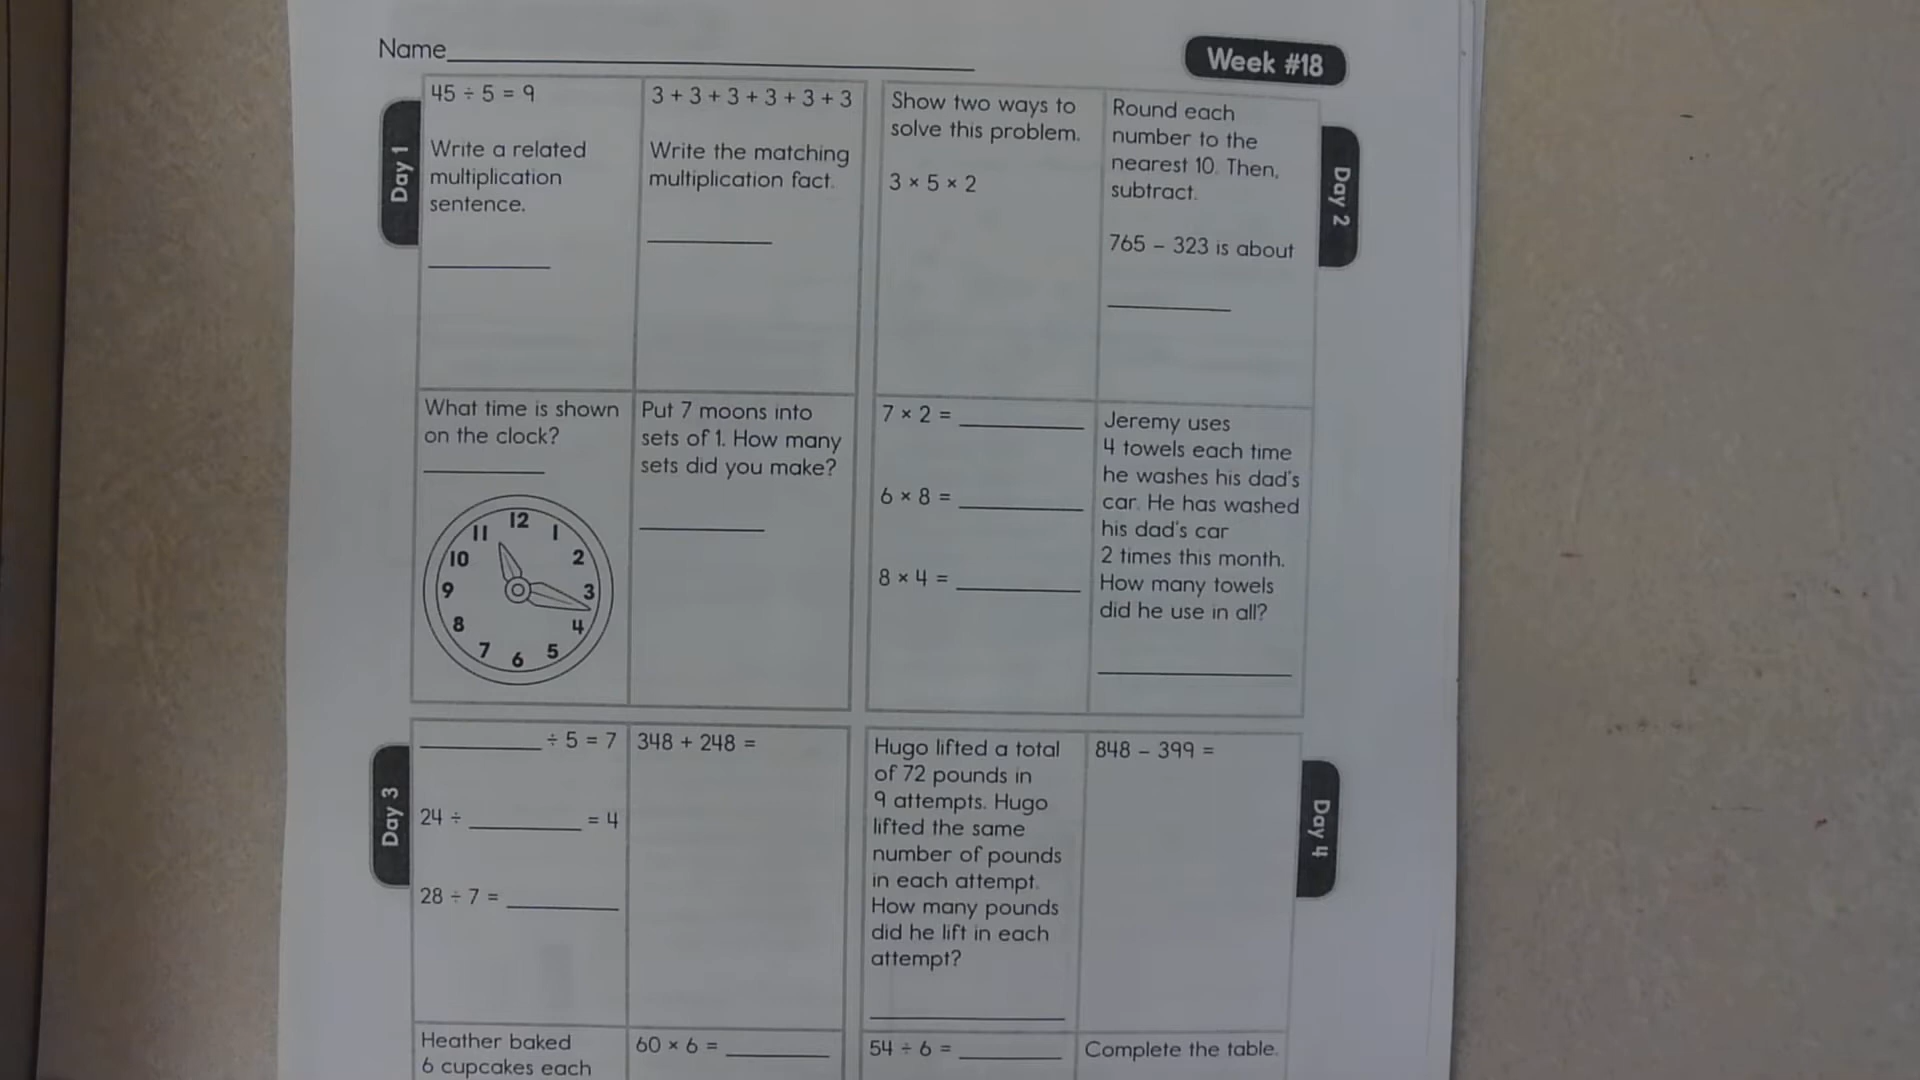 Name
Week #18
Day 1
45 ÷ 5 = 9
Write a related
multiplication
sentence.
3 + 3 + 3 + 3 + 3 + 3
Write the matching
multiplication fact.
What time is shown
on the clock?
12
1
2
3
4
5
6
7
8
9
10
11
Put 7 moons into
sets of 1. How many
sets did you make?
Day 2
Show two ways to
solve this problem.
3 × 5 × 2
Round each
number to the
nearest 10. Then,
subtract.
765 – 323 is about
7 × 2 =
6 × 8 =
8 × 4 =
Jeremy uses
4 towels each time
he washes his dad's
car. He has washed
his dad's car
2 times this month.
How many towels
did he use in all?
Day 3
÷ 5 = 7
24 ÷ = 4
28 ÷ 7 =
348 + 248 =
Heather baked
6 cupcakes each
60 × 6 =
Day 4
Hugo lifted a total
of 72 pounds in
9 attempts. Hugo
lifted the same
number of pounds
in each attempt.
How many pounds
did he lift in each
attempt?
848 – 399 =
54 ÷ 6 =
Complete the table.